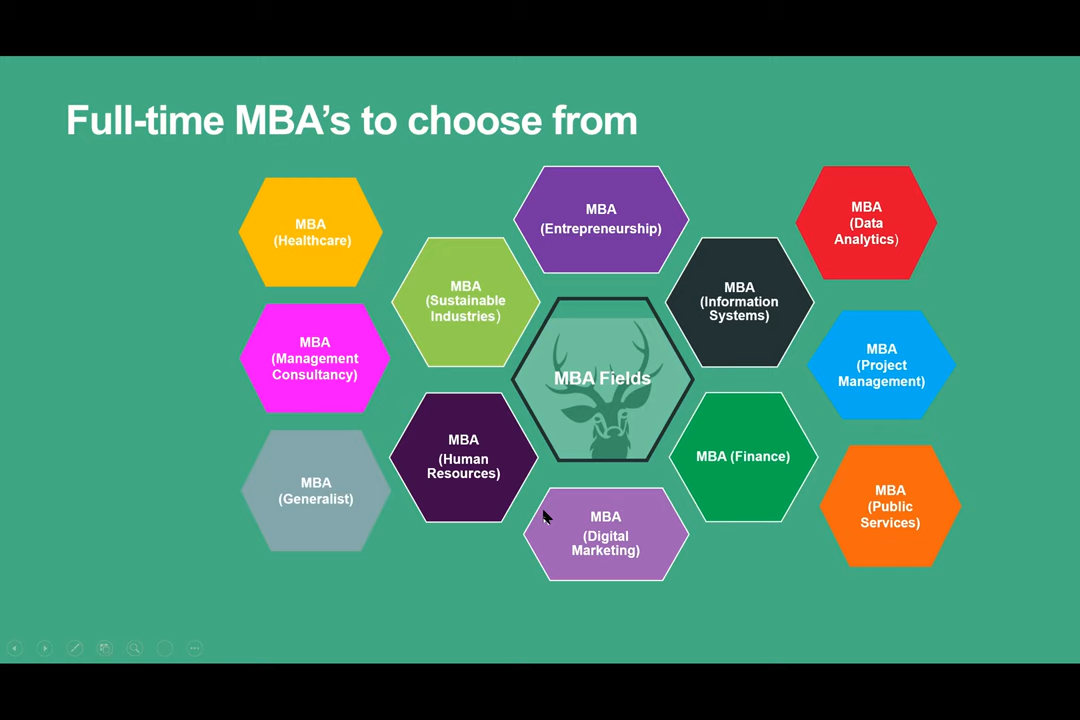 Full-time MBA's to choose from
MBA
(Healthcare)
MBA
(Management
Consultancy)
MBA
(Generalist)
MBA
(Sustainable
Industries)
MBA
(Human
Resources)
MBA
(Entrepreneurship)
MBA Fields
MBA
(Digital
Marketing)
MBA
(Information
Systems)
MBA (Finance)
MBA
(Data
Analytics)
MBA
(Project
Management)
MBA
(Public
Services)